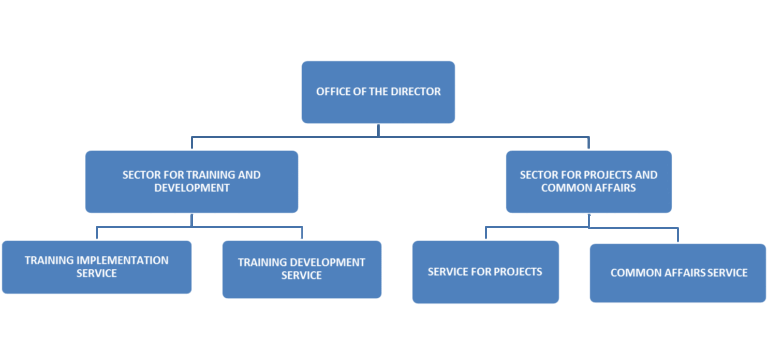 OFFICE OF THE DIRECTOR
SECTOR FOR TRAINING AND
DEVELOPMENT
SECTOR FOR PROJECTS AND
COMMON AFFAIRS
TRAINING IMPLEMENTATION
SERVICE
TRAINING DEVELOPMENT
SERVICE
SERVICE FOR PROJECTS
COMMON AFFAIRS SERVICE